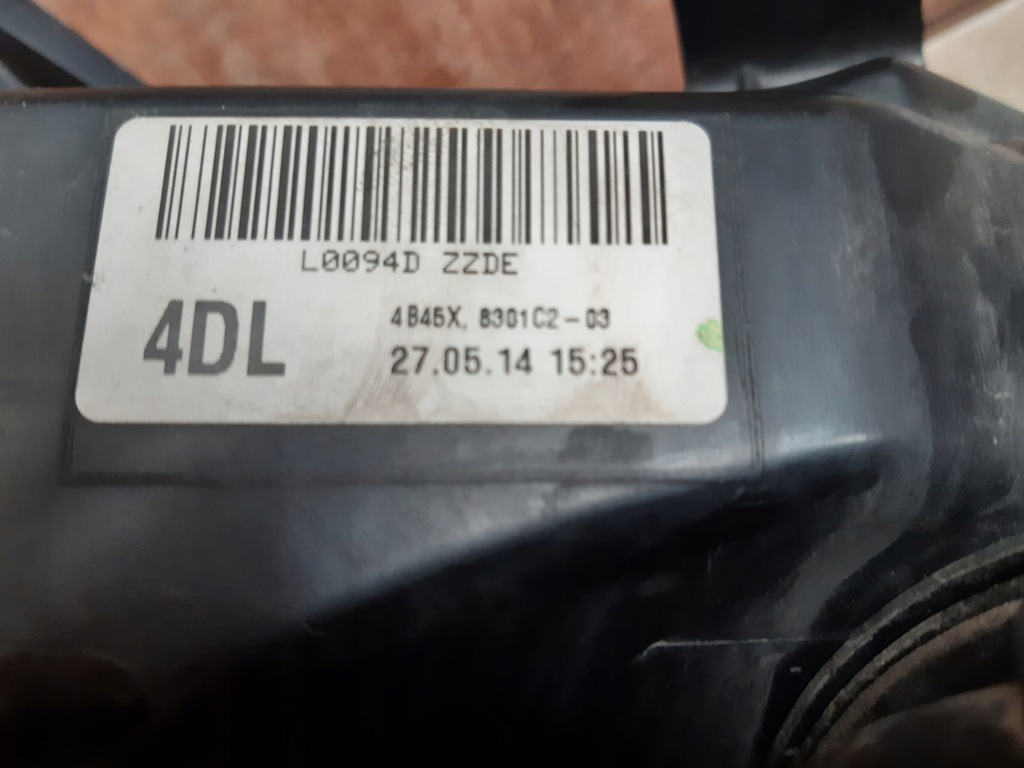 L0094D ZZDE
4DL
4B45X, 8301C2-03
27.05.14 15:25